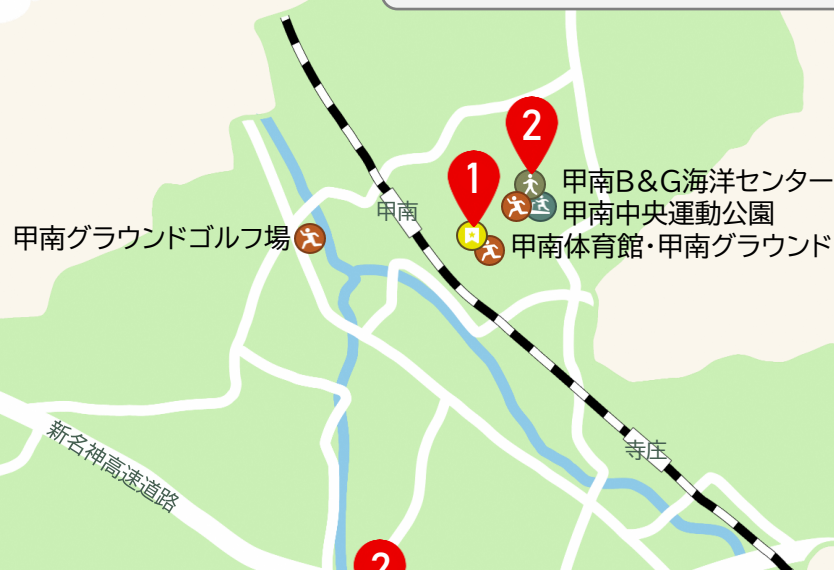 2
1
甲南B&G海洋センター
甲南中央運動公園
甲南
甲南グラウンドゴルフ場
甲南体育館・甲南グラウンド
寺庄
新名神高速道路
2